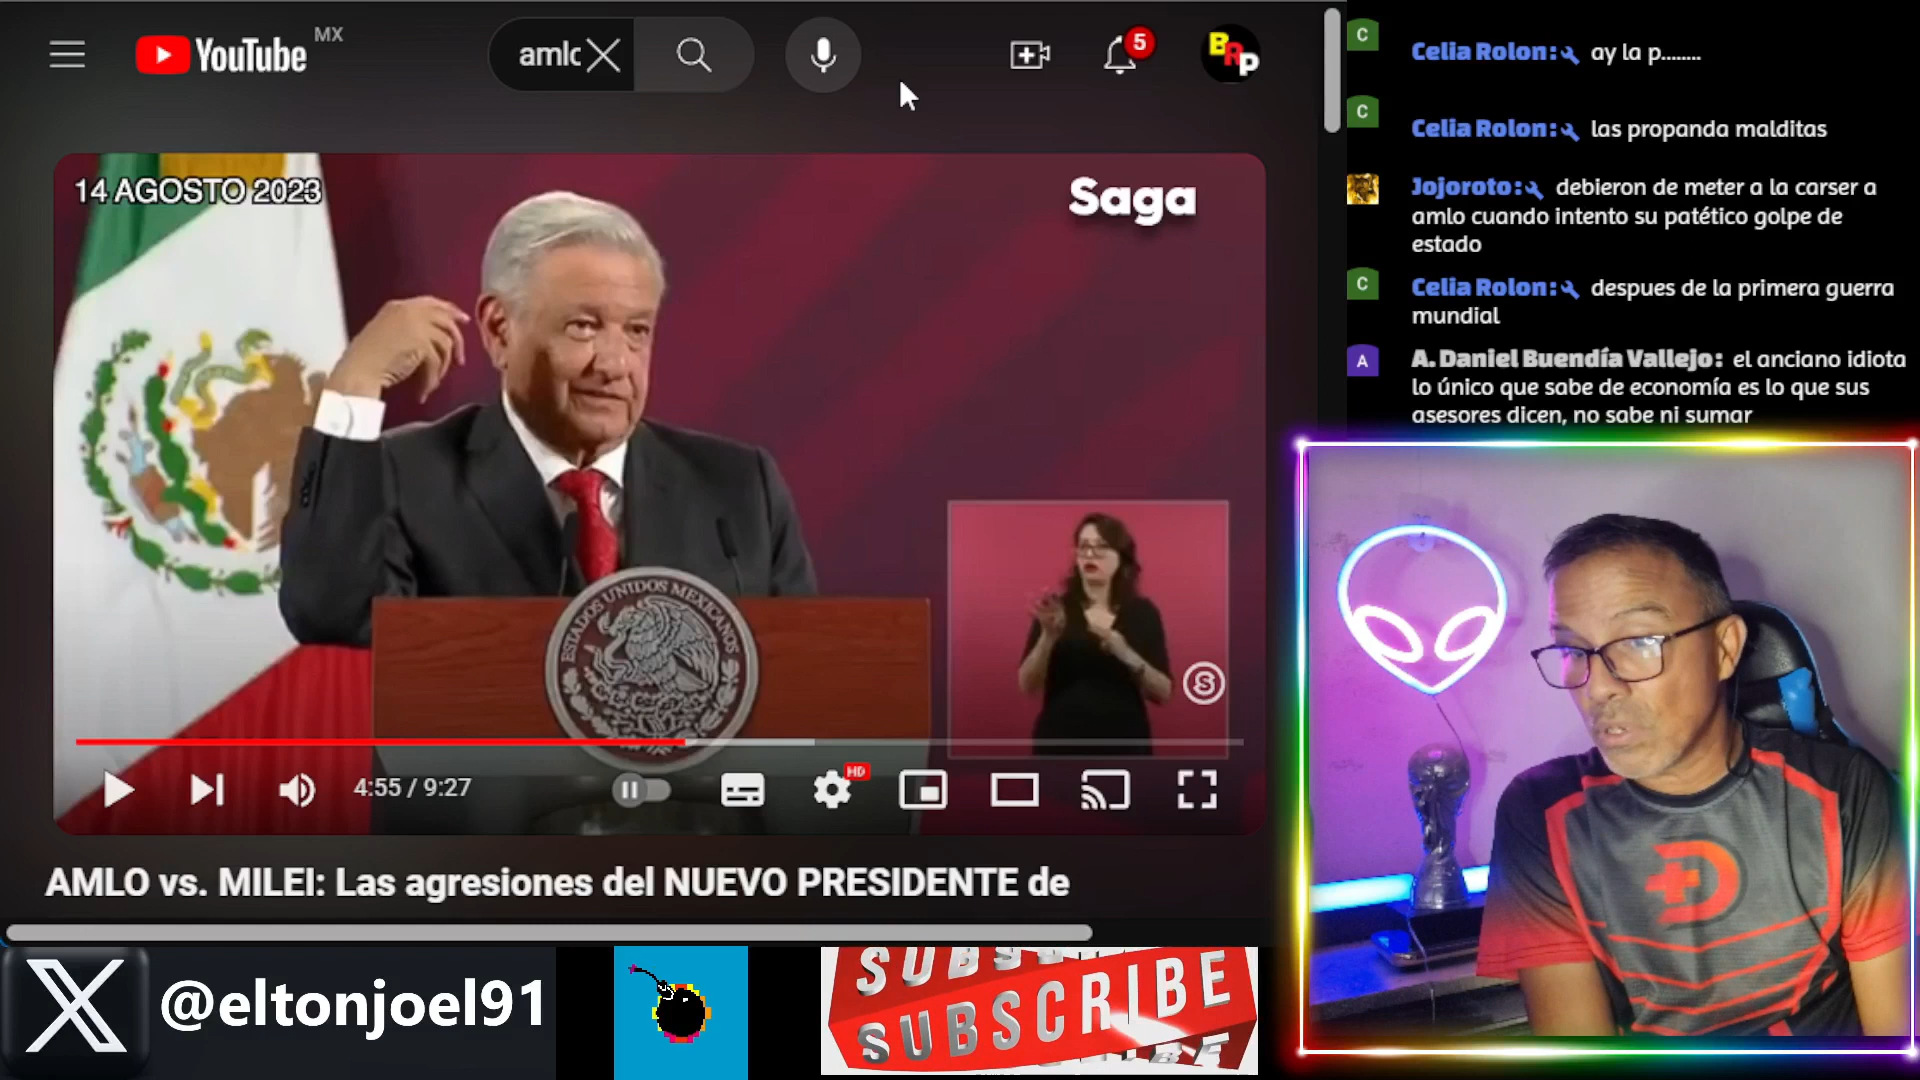 YouTube MX
amlo
5
BRP
14 AGOSTO 2023
Saga
ESTADOS UNIDOS MEXICANOS
4:55 / 9:27
HD
AMLO vs. MILEI: Las agresiones del NUEVO PRESIDENTE de
C
Celia Rolon: ay la p........
C
Celia Rolon: las propanda malditas
Jojoroto: debieron de meter a la carser a
amlo cuando intento su patético golpe de
estado
C
Celia Rolon: despues de la primera guerra
mundial
A
A. Daniel Buendía Vallejo: el anciano idiota
lo único que sabe de economía es lo que sus
asesores dicen, no sabe ni sumar
X @eltonjoel91
SUBSCRIBE